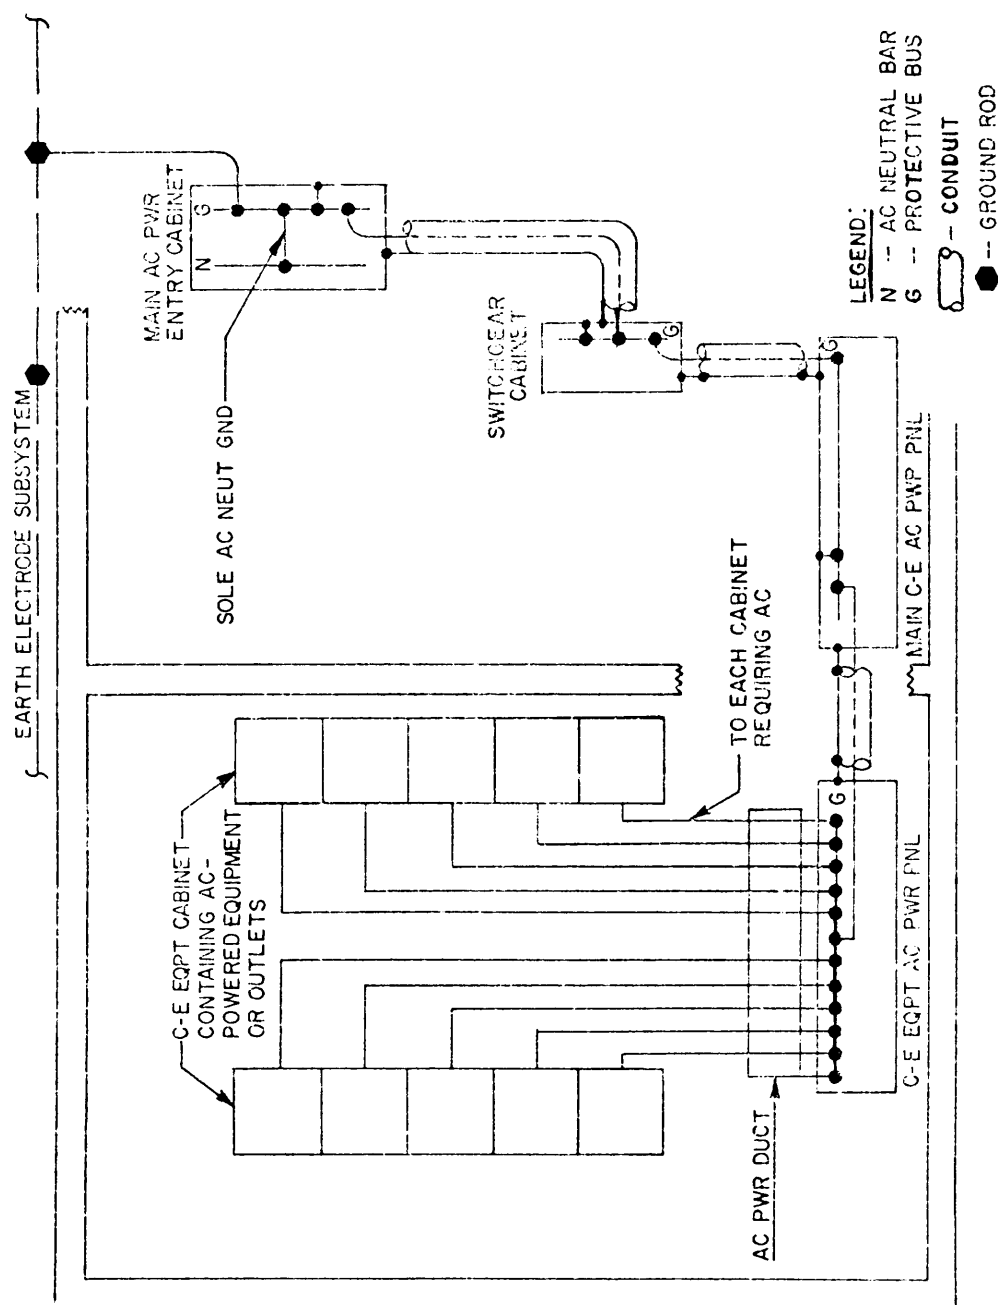 EARTH ELECTRODE SUBSYSTEM
MAIN AC PWR
ENTRY CABINET
N
G
SOLE AC NEUT GND
SWITCHGEAR
CABINET
G
G
MAIN C-E AC PWP PNL
TO EACH CABINET
REQUIRING AC
C-E EQPT CABINET
CONTAINING AC-
POWERED EQUIPMENT
OR OUTLETS
G
C-E EQPT AC PWR PNL
AC PWR DUCT
LEGEND:
N -- AC NEUTRAL BAR
G -- PROTECTIVE BUS
- CONDUIT
-- GROUND ROD